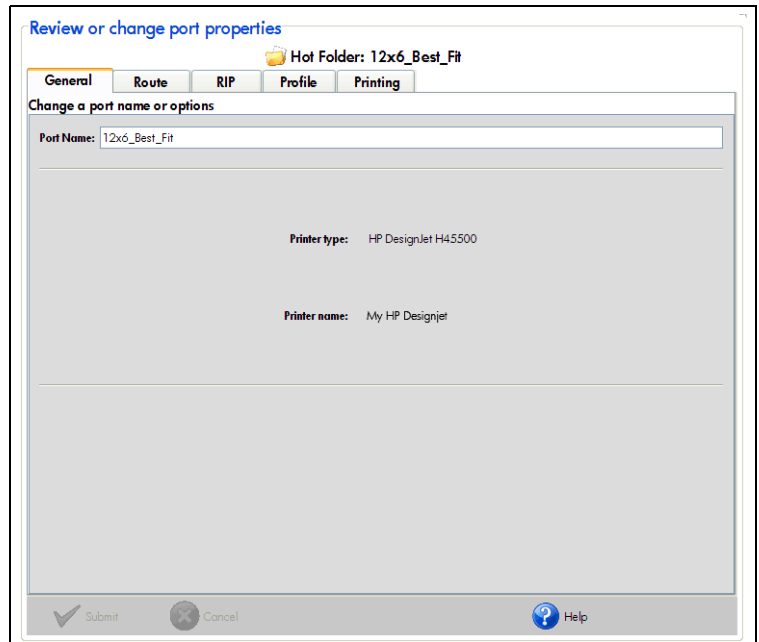 Review or change port properties
Hot Folder: 12x6_Best_Fit
General Route RIP Profile Printing
Change a port name or options
Port Name: 12x6_Best_Fit
Printer type: HP DesignJet H45500
Printer name: My HP Designjet
Submit Cancel Help